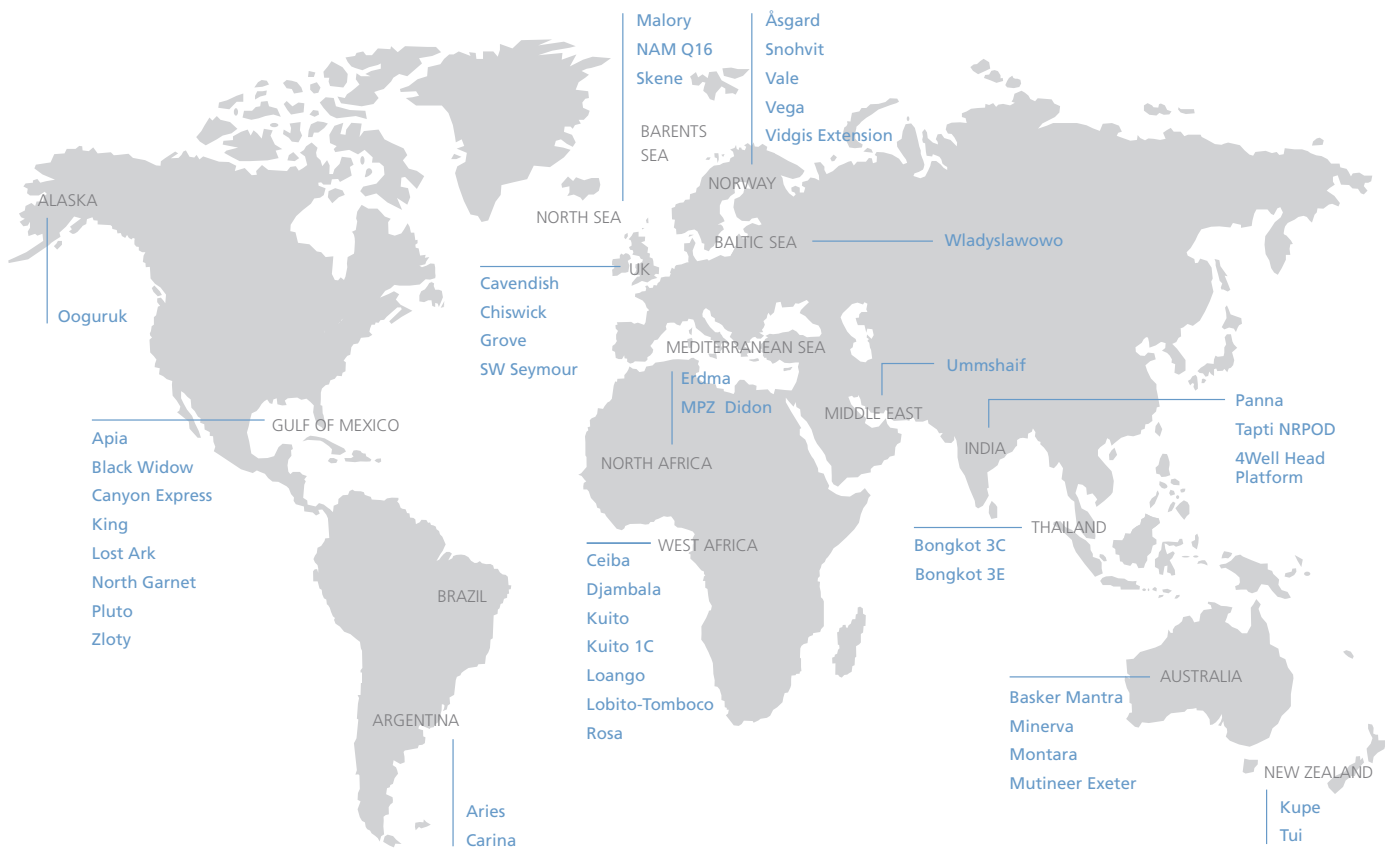 Malory
NAM Q16
Skene
Åsgard
Snohvit
Vale
Vega
Vidgis Extension
BARENTS
SEA
NORWAY
ALASKA
Ooguruk
NORTH SEA
BALTIC SEA
Wladyslawowo
UK
Cavendish
Chiswick
Grove
SW Seymour
MEDITERRANEAN SEA
Erdma
MPZ Didon
Ummshaif
MIDDLE EAST
Panna
Tapti NRPOD
4Well Head
Platform
INDIA
GULF OF MEXICO
Apia
Black Widow
Canyon Express
King
Lost Ark
North Garnet
Pluto
Zloty
NORTH AFRICA
THAILAND
Bongkot 3C
Bongkot 3E
WEST AFRICA
Ceiba
Djambala
Kuito
Kuito 1C
Loango
Lobito-Tomboco
Rosa
BRAZIL
AUSTRALIA
Basker Mantra
Minerva
Montara
Mutineer Exeter
ARGENTINA
Aries
Carina
NEW ZEALAND
Kupe
Tui